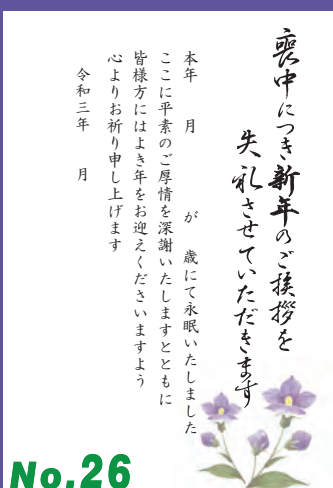 喪中につき新年のご挨拶を
失礼させていただきます
本年　月　　が　歳にて永眠いたしました
ここに平素のご厚情を深謝いたしますとともに
皆様方にはよき年をお迎えくださいますよう
心よりお祈り申し上げます
令和三年　月
No.26